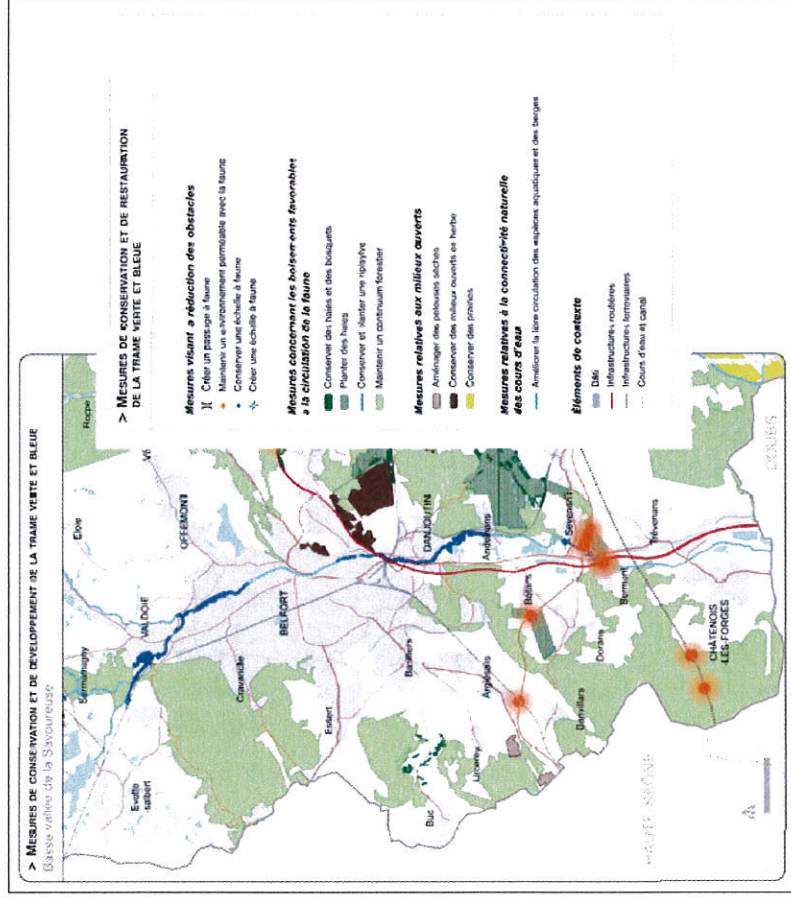 > MESURES DE CONSERVATION ET DE DÉVELOPPEMENT DE LA TRAME VERTE ET BLEUE
Basse vallée de la Savoureuse
> MESURES DE CONSERVATION ET DE RESTAURATION
DE LA TRAME VERTE ET BLEUE
Mesures visant a réduction des obstacles
Créer un passage à faune
Maintenir un environnement perméable avec la faune
Conserver une échelle à faune
Créer une échelle à faune
Mesures concernant les boisements favorables
a la circulation de la faune
Conserver des haies et des bosquets
Planter des haies
Conserver et planter une ripisylve
Maintenir un continuum forestier
Mesures relatives aux milieux ouverts
Aménager des pelouses sèches
Conserver des milieux ouverts en herbe
Conserver des prairies
Mesures relatives à la connectivité naturelle
des cours d'eau
Améliorer la libre circulation des espèces aquatiques et des berges
Éléments de contexte
Bâti
Infrastructures routières
Infrastructures ferroviaires
Cours d'eau et canal
Sermamagny
Eloie
Roppe
Evette
-salbert
VALDOIE
OFFEMONT
Cravanche
BELFORT
Essert
DANJOUTIN
Bavilliers
Andelnans
Buc
Argiésans
Botans
Sevenans
Bermont
Trévenans
Dorans
Banvillars
CHÂTENOIS
-LES-FORGES
DOUBS